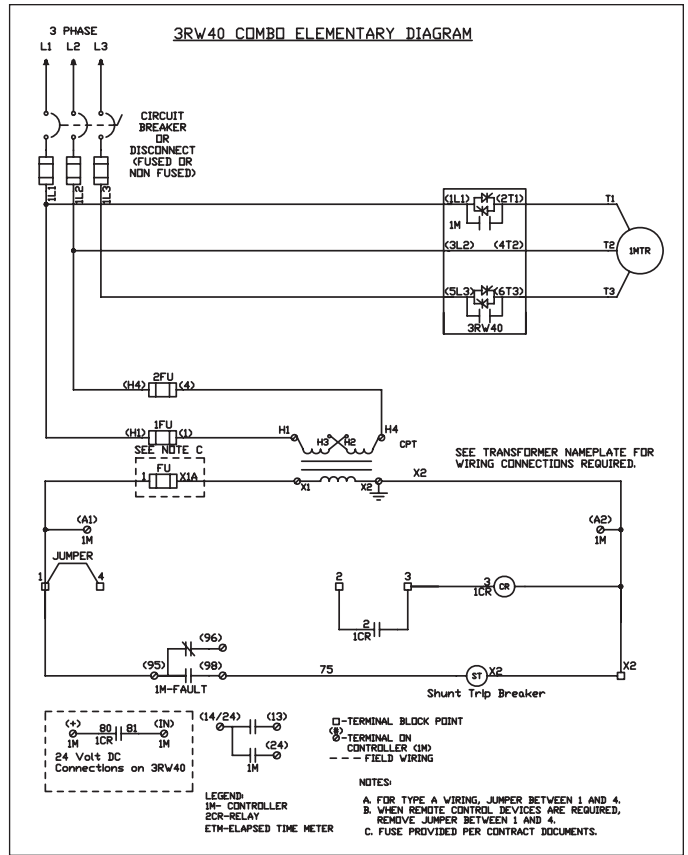 3 PHASE
L1 L2 L3
3RW40 COMBO ELEMENTARY DIAGRAM
CIRCUIT
BREAKER
OR
DISCONNECT
(FUSED OR
NON FUSED)
1L1 1L2 1L3
(1L1) (2T1) T1
1M
(3L2) (4T2) T2 1MTR
(5L3) (6T3) T3
3RW40
2FU
(H4) (4)
1FU
(H1) (1) H1 H3 H2 H4
CPT
SEE NOTE C
FU
1 X1A X1 X2 X2
SEE TRANSFORMER NAMEPLATE FOR
WIRING CONNECTIONS REQUIRED.
(A1) (A2)
1M 1M
JUMPER
1 4 2 3 3 CR
1CR
2
1CR
(96)
(95) (98) 75 ST X2 X2
1M-FAULT
Shunt Trip Breaker
(+) 80 81 (IN)
1M 1CR 1M
24 Volt DC
Connections on 3RW40
(14/24) (13)
(24)
1M
□-TERMINAL BLOCK POINT
(#)
⊘-TERMINAL ON
CONTROLLER (1M)
--- FIELD WIRING
LEGEND:
1M- CONTROLLER
2CR-RELAY
ETM-ELAPSED TIME METER
NOTES:
A. FOR TYPE A WIRING, JUMPER BETWEEN 1 AND 4.
B. WHEN REMOTE CONTROL DEVICES ARE REQUIRED,
REMOVE JUMPER BETWEEN 1 AND 4.
C. FUSE PROVIDED PER CONTRACT DOCUMENTS.